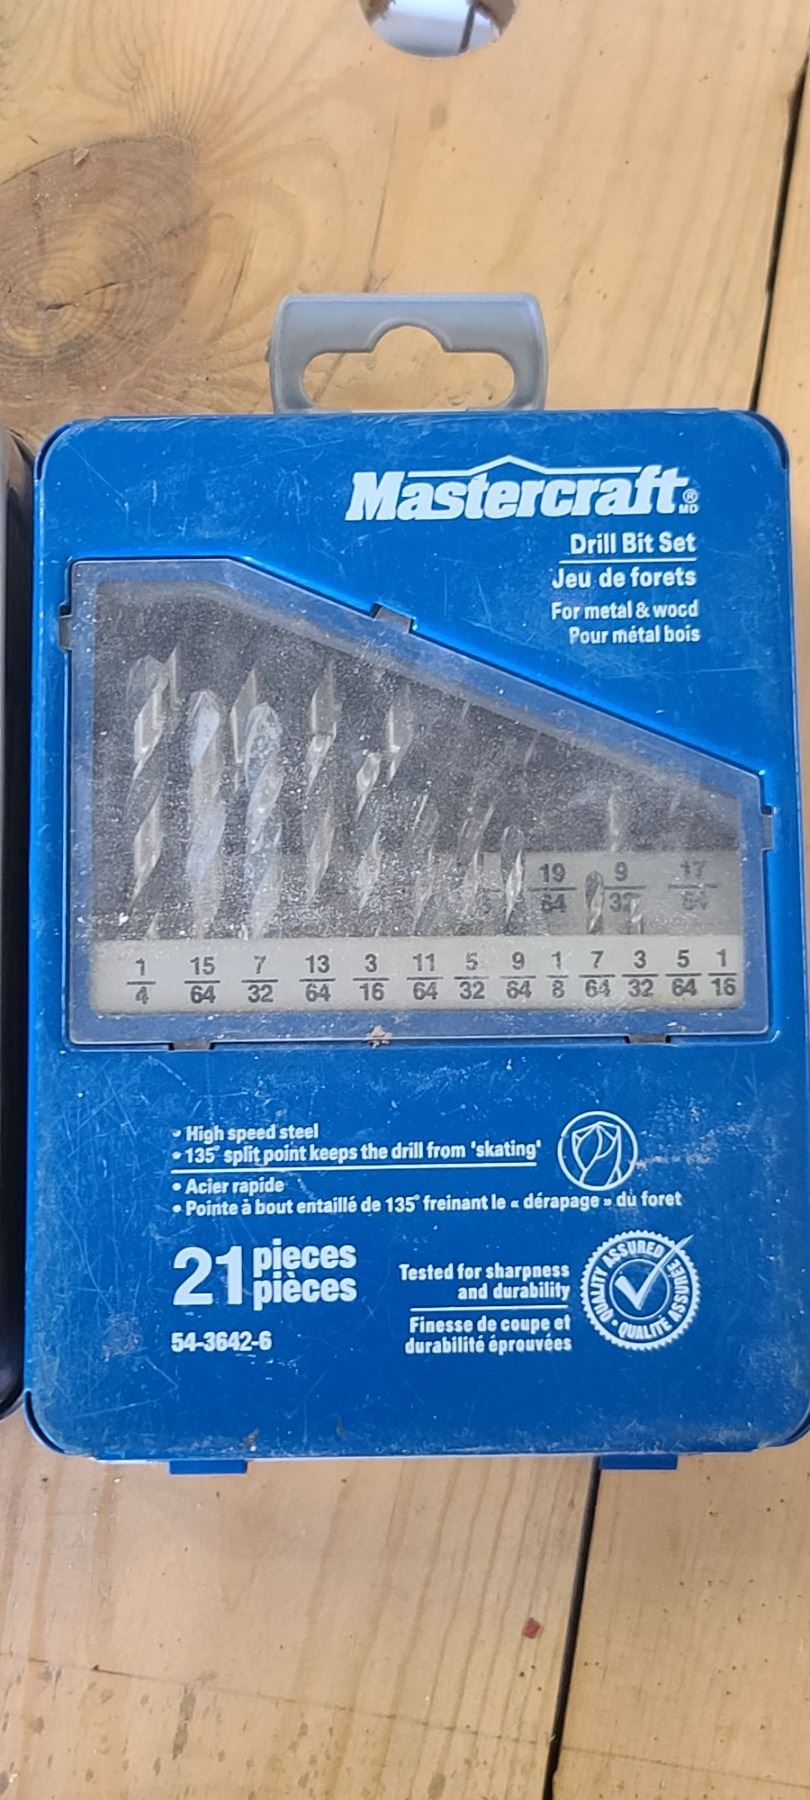 Mastercraft®
MD
Drill Bit Set
Jeu de forets
For metal & wood
Pour métal bois
19/64 9/32 17/64
1/4 15/64 7/32 13/64 3/16 11/64 5/32 9/64 1/8 7/64 3/32 5/64 1/16
• High speed steel
• 135° split point keeps the drill from 'skating'
• Acier rapide
• Pointe à bout entaillé de 135° freinant le « dérapage » du foret
21 pieces
pièces
54-3642-6
Tested for sharpness
and durability
Finesse de coupe et
durabilité éprouvées
QUALITY ASSURED • QUALITÉ ASSURÉE